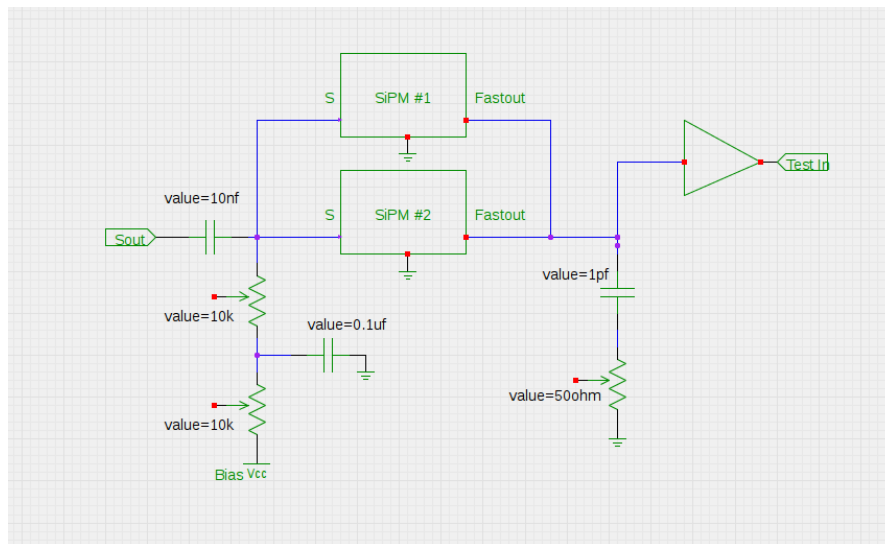 S
SiPM #1
Fastout
Test In
value=10nf
S
SiPM #2
Fastout
Sout
value=1pf
value=10k
value=0.1uf
value=50ohm
value=10k
Bias Vcc